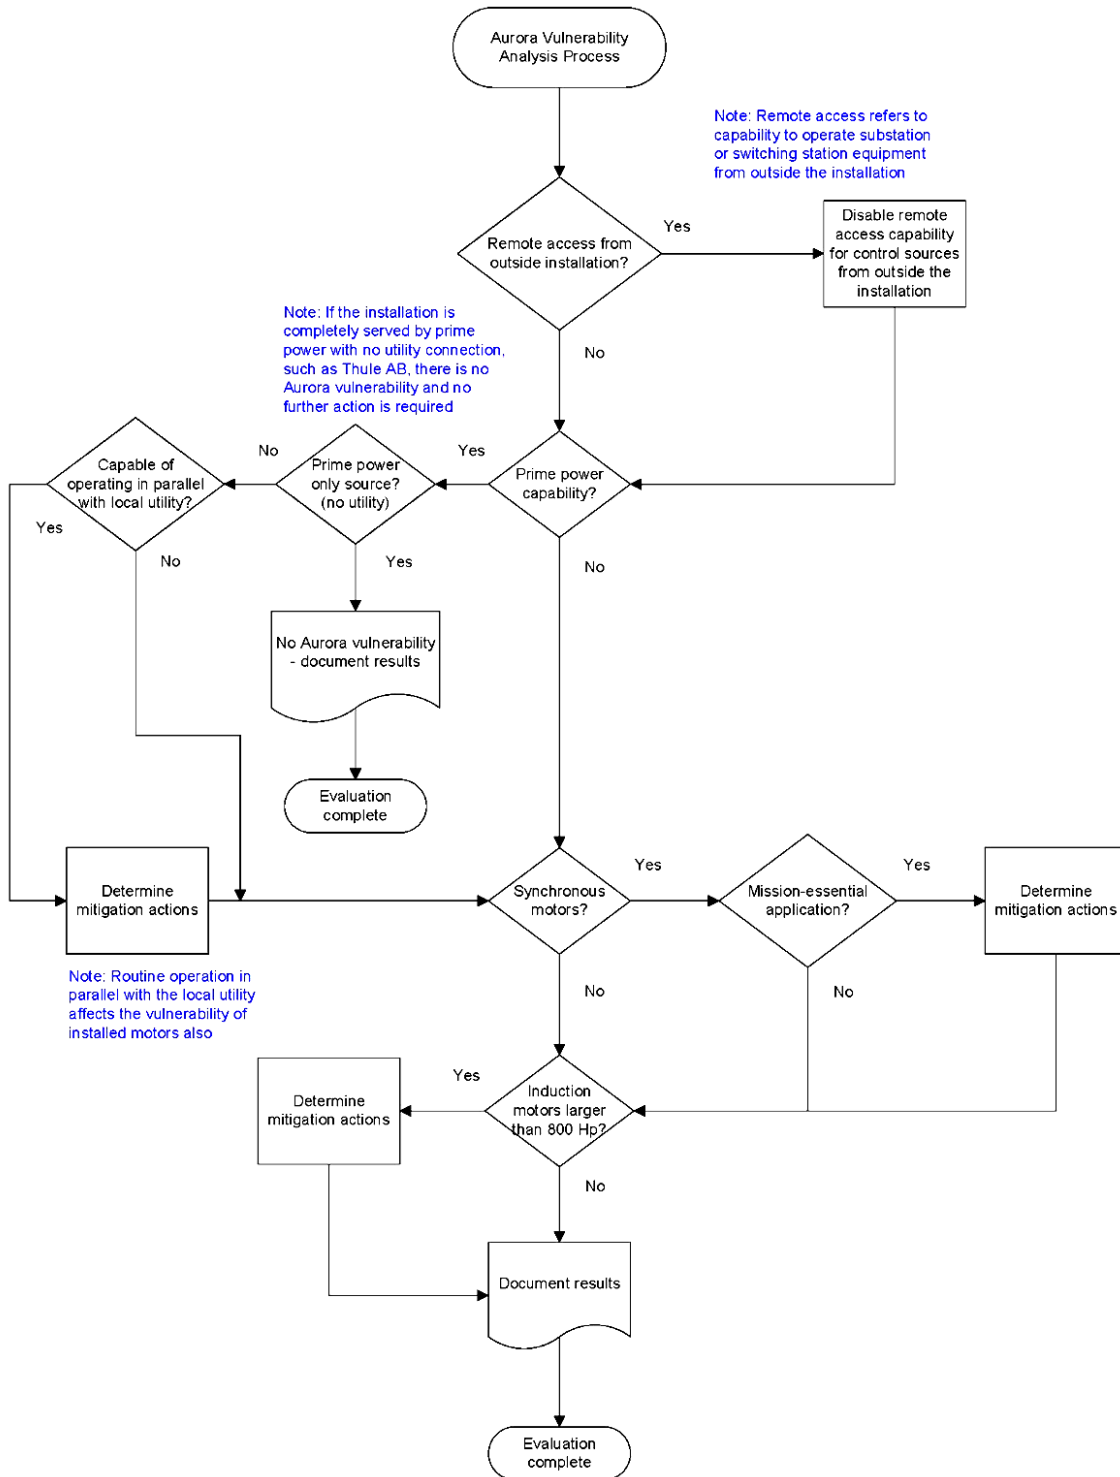 Aurora Vulnerability
Analysis Process
Note: Remote access refers to
capability to operate substation
or switching station equipment
from outside the installation
Remote access from
outside installation?
Yes
Disable remote
access capability
for control sources
from outside the
installation
No
Note: If the installation is
completely served by prime
power with no utility connection,
such as Thule AB, there is no
Aurora vulnerability and no
further action is required
Capable of
operating in parallel
with local utility?
No
Prime power
only source?
(no utility)
Yes
Prime power
capability?
Yes
No
Yes
No
No Aurora vulnerability
- document results
Evaluation
complete
Determine
mitigation actions
Synchronous
motors?
Yes
Mission-essential
application?
Yes
Determine
mitigation actions
Note: Routine operation in
parallel with the local utility
affects the vulnerability of
installed motors also
No
No
Determine
mitigation actions
Yes
Induction
motors larger
than 800 Hp?
No
Document results
Evaluation
complete